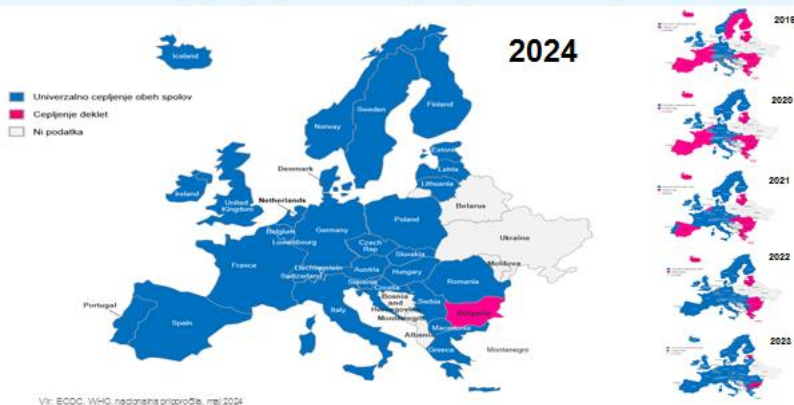 2024
Univerzalno cepljenje obeh spolov
Cepljenje deklet
Ni podatka
Iceland
Norway
Sweden
Finland
Denmark
Estonia
Latvia
Lithuania
Ireland
United
Kingdom
Netherlands
Belgium
Luxembourg
Germany
Poland
Belarus
Ukraine
Czech
Rep
Slovakia
Moldova
France
Liechtenstein
Switzerland
Austria
Hungary
Romania
Slovenia
Croatia
Bosnia
and
Herzegovina
Serbia
Montenegro
Bulgaria
Portugal
Spain
Italy
Macedonia
Albania
Greece
Montenegro
2019
2020
2021
2022
2023
Vir: ECDC, WHO, nacionalna priporočila, maj 2024